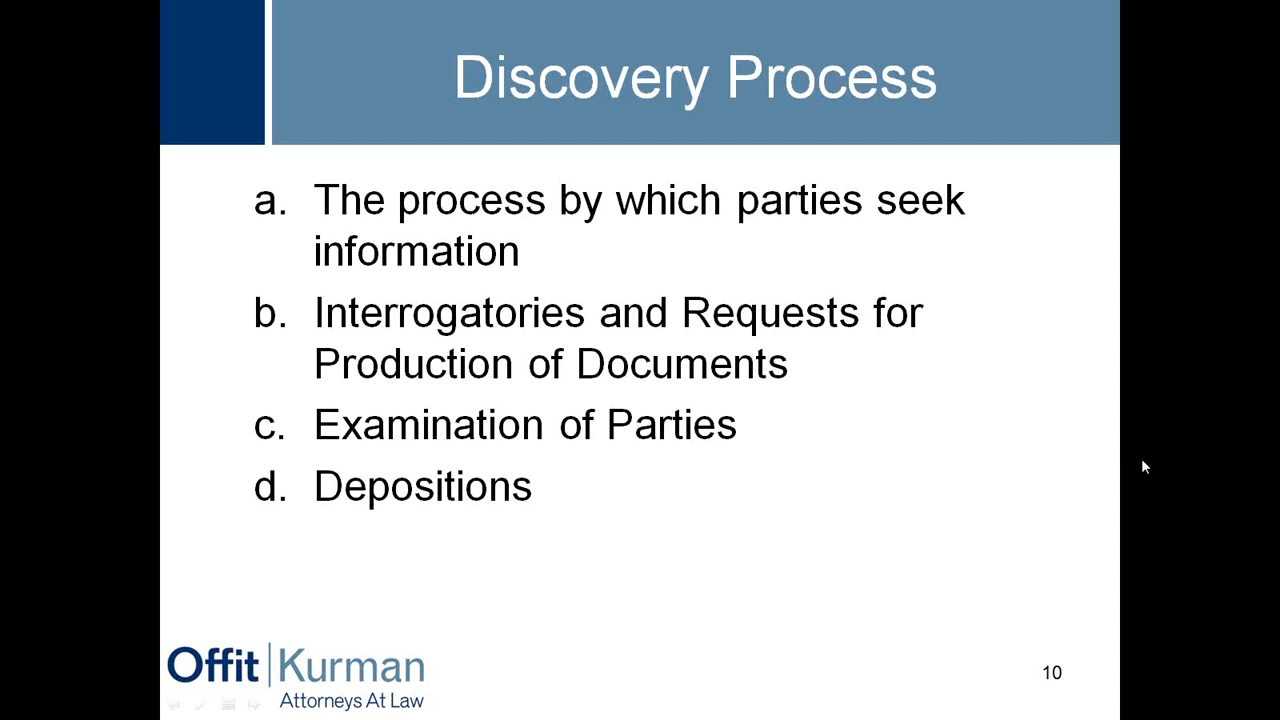 Discovery Process
a. The process by which parties seek
information
b. Interrogatories and Requests for
Production of Documents
c. Examination of Parties
d. Depositions
Offit | Kurman
Attorneys At Law
10